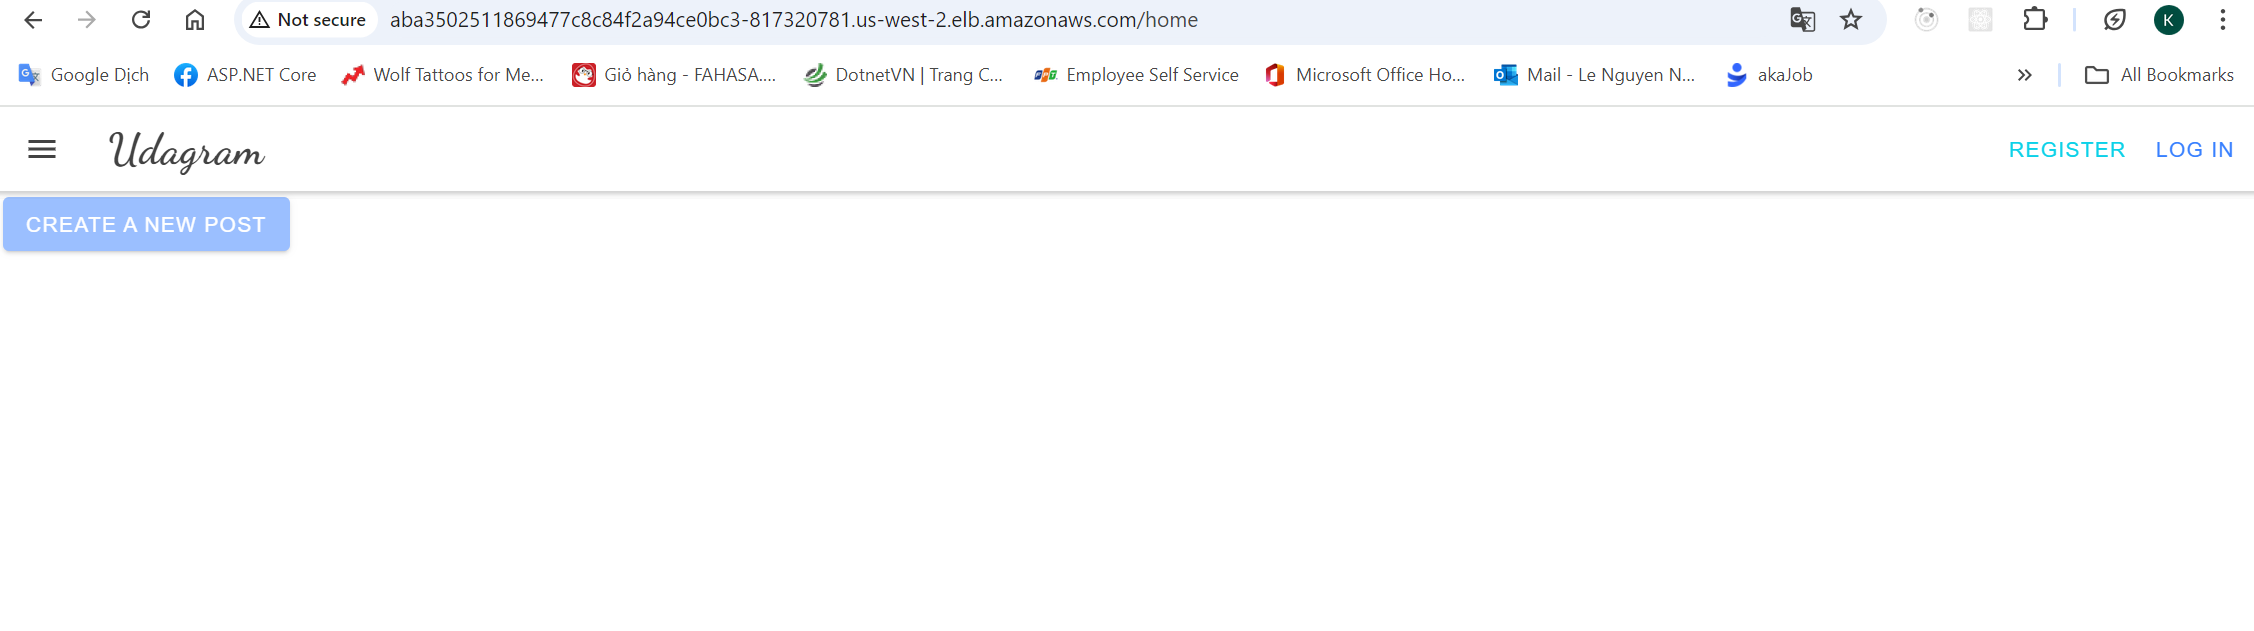 Not secure aba3502511869477c8c84f2a94ce0bc3-817320781.us-west-2.elb.amazonaws.com/home K
Google Dịch ASP.NET Core Wolf Tattoos for Me... Giỏ hàng - FAHASA.... DotnetVN | Trang C... Employee Self Service Microsoft Office Ho... Mail - Le Nguyen N... akaJob All Bookmarks
Udagram REGISTER LOG IN
CREATE A NEW POST